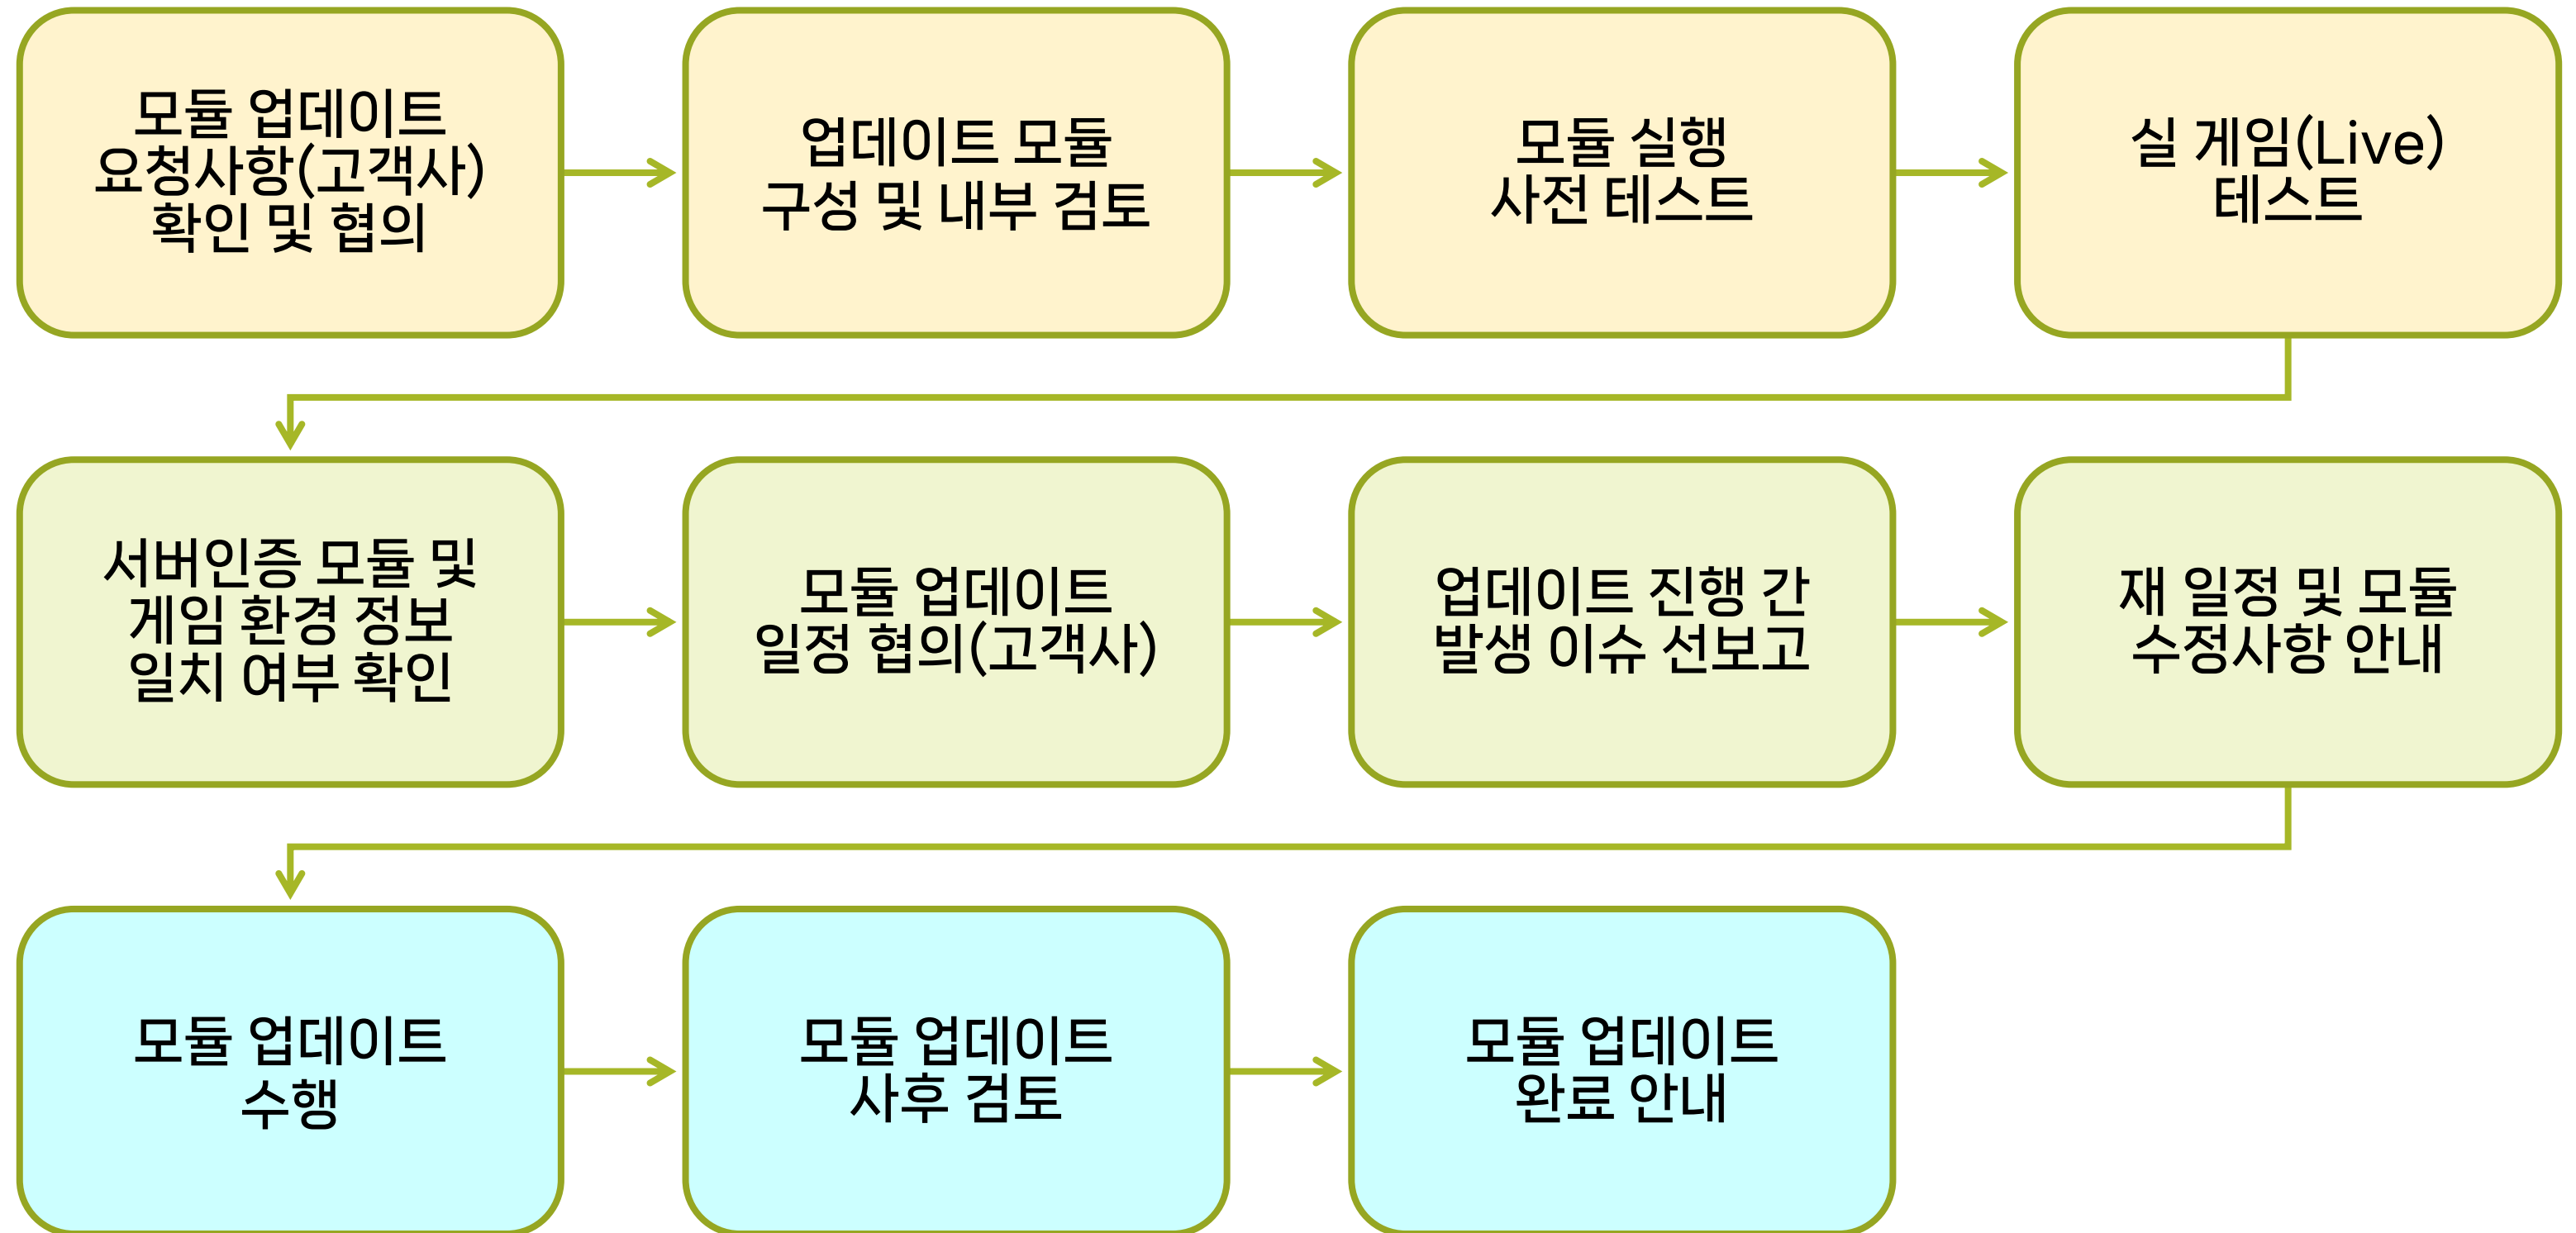 모듈 업데이트
요청사항(고객사)
확인 및 협의
업데이트 모듈
구성 및 내부 검토
모듈 실행
사전 테스트
실 게임(Live)
테스트
서버인증 모듈 및
게임 환경 정보
일치 여부 확인
모듈 업데이트
일정 협의(고객사)
업데이트 진행 간
발생 이슈 선보고
재 일정 및 모듈
수정사항 안내
모듈 업데이트
수행
모듈 업데이트
사후 검토
모듈 업데이트
완료 안내